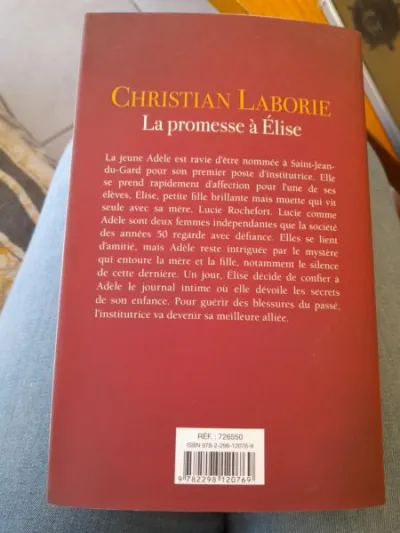 CHRISTIAN LABORIE
La promesse à Élise
La jeune Adèle est ravie d'être nommée à Saint-Jean-
du-Gard pour son premier poste d'institutrice. Elle
se prend rapidement d'affection pour l'une de ses
élèves, Élise, petite fille brillante mais muette qui vit
seule avec sa mère, Lucie Rochefort. Lucie comme
Adèle sont deux femmes indépendantes que la société
des années 50 regarde avec défiance. Elles se lient
d'amitié, mais Adèle reste intriguée par le mystère
qui entoure la mère et la fille, notamment le silence
de cette dernière. Un jour, Élise décide de confier à
Adèle le journal intime où elle dévoile les secrets
de son enfance. Pour guérir des blessures du passé,
l'institutrice va devenir sa meilleure alliée.
RÉF. : 726550
ISBN 978-2-298-12076-9
9 782298 120769